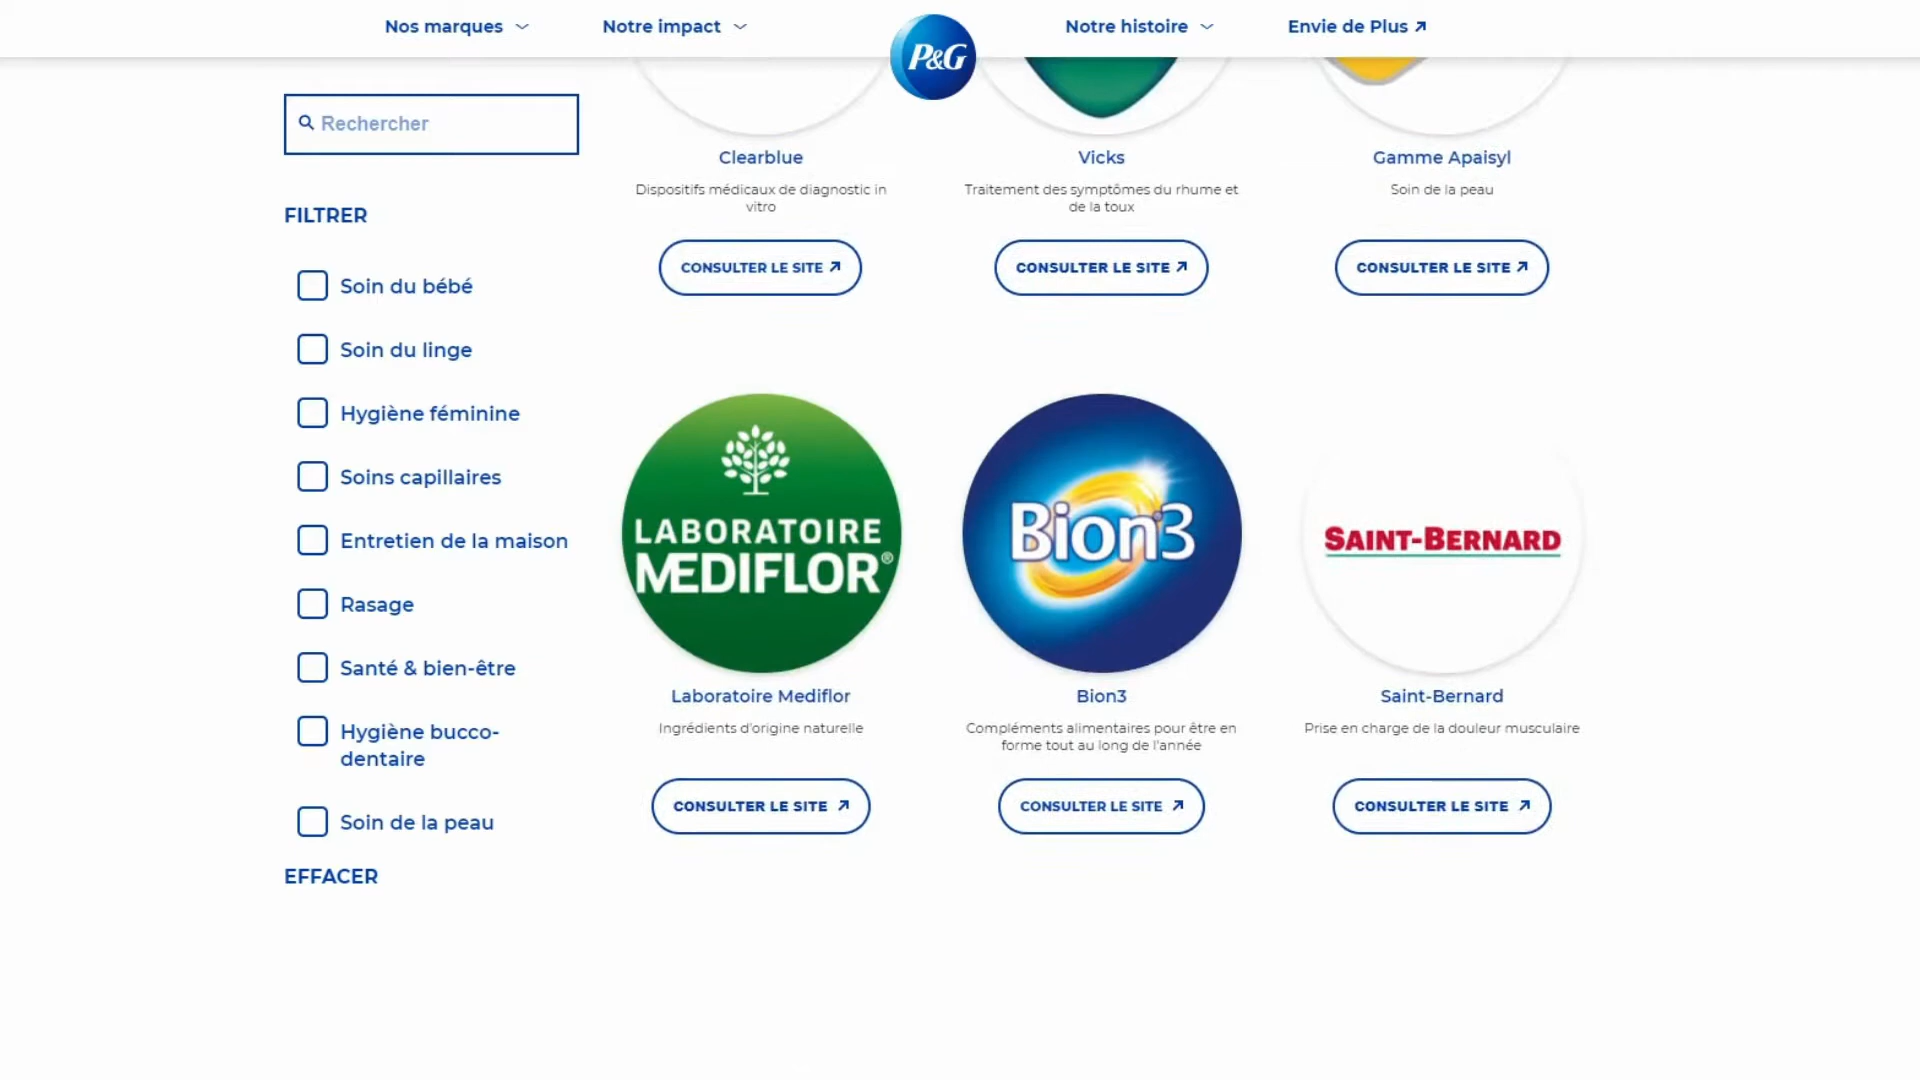 Nos marques
Notre impact
P&G
Notre histoire
Envie de Plus
Rechercher
FILTRER
Soin du bébé
Soin du linge
Hygiène féminine
Soins capillaires
Entretien de la maison
Rasage
Santé & bien-être
Hygiène bucco-
dentaire
Soin de la peau
EFFACER
Clearblue
Dispositifs médicaux de diagnostic in
vitro
CONSULTER LE SITE
Vicks
Traitement des symptômes du rhume et
de la toux
CONSULTER LE SITE
Gamme Apaisyl
Soin de la peau
CONSULTER LE SITE
LABORATOIRE
MEDIFLOR®
Laboratoire Mediflor
Ingrédients d'origine naturelle
CONSULTER LE SITE
Bion3
Bion3
Compléments alimentaires pour être en
forme tout au long de l'année
CONSULTER LE SITE
SAINT-BERNARD
Saint-Bernard
Prise en charge de la douleur musculaire
CONSULTER LE SITE